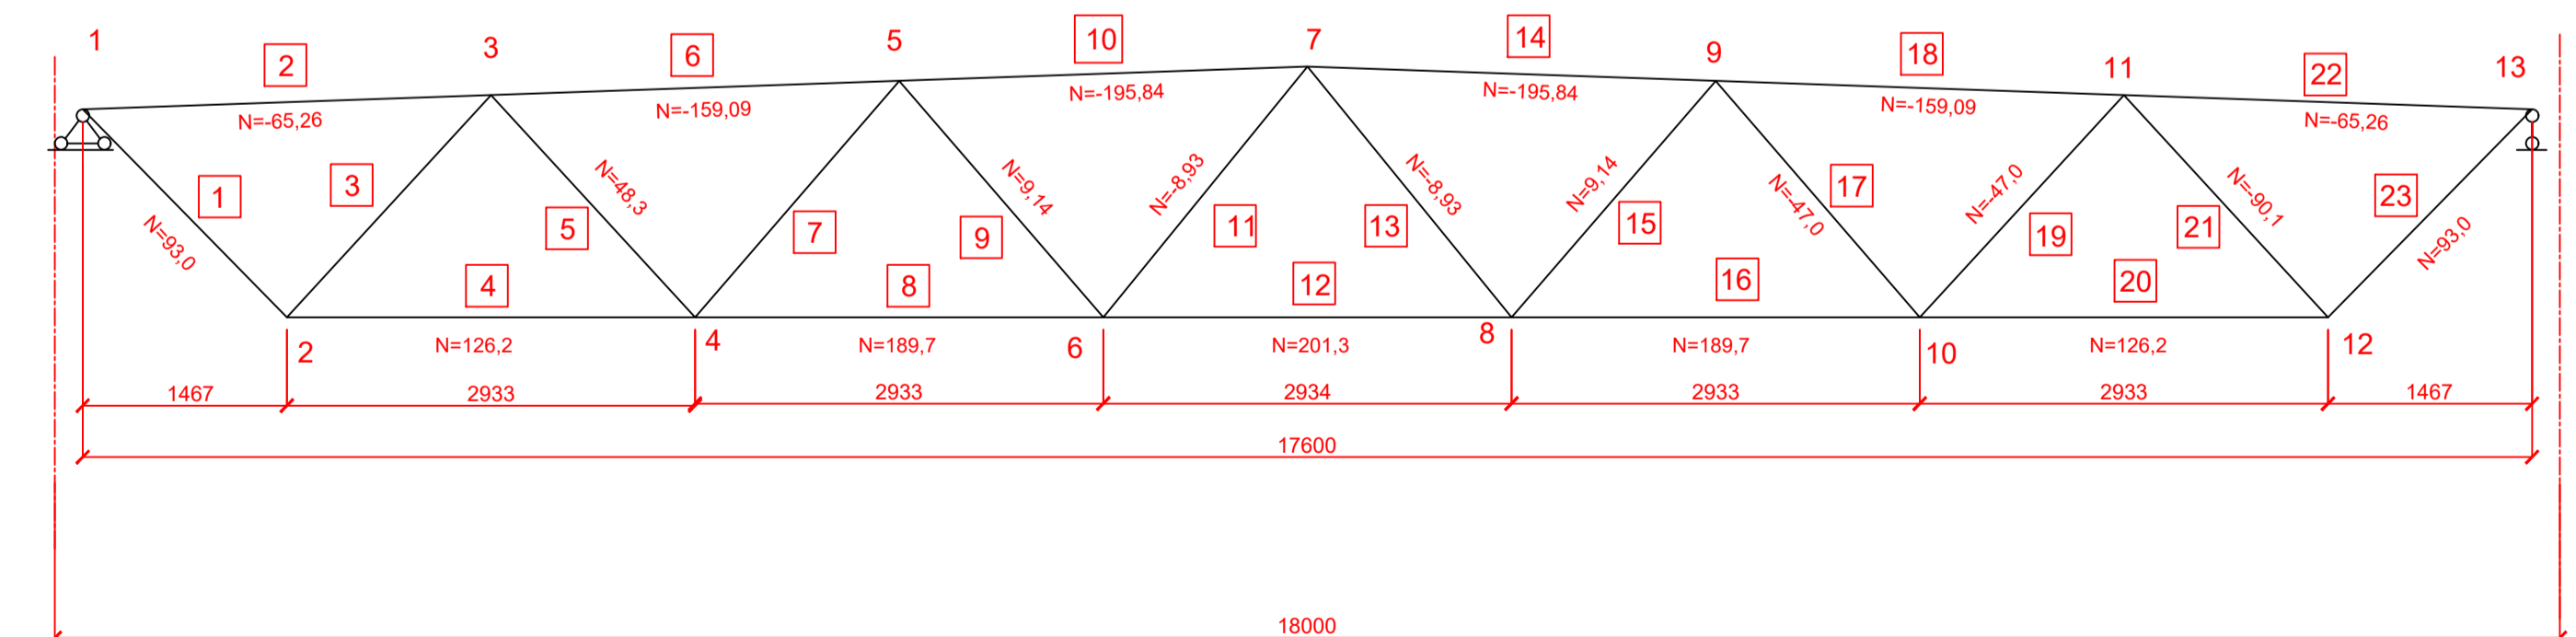 1
2
3
6
5
10
7
14
9
18
11
22
13
N=-65,26
N=-159,09
N=-195,84
N=-195,84
N=-159,09
N=-65,26
1
N=93,0
3
N=48,3
5
7
N=9,14
9
N=-8,93
11
13
N=-8,93
N=9,14
15
N=-47,0
17
N=-47,0
19
21
N=-90,1
23
N=93,0
4
8
12
16
20
2
N=126,2
4
N=189,7
6
N=201,3
8
N=189,7
10
N=126,2
12
1467
2933
2933
2934
2933
2933
1467
17600
18000